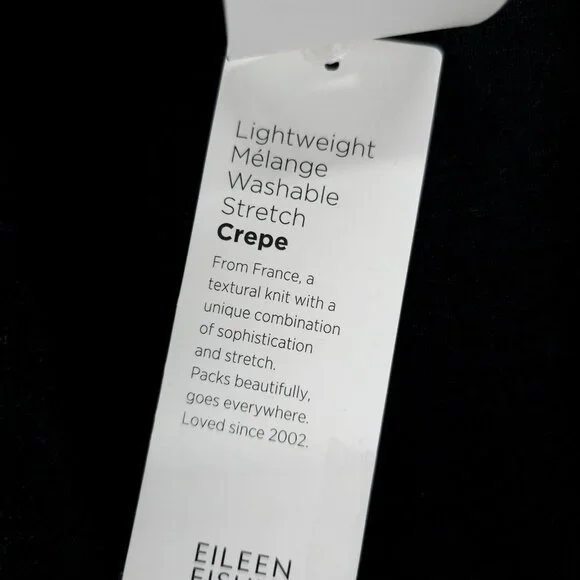 Lightweight
Mélange
Washable
Stretch
Crepe
From France, a
textural knit with a
unique combination
of sophistication
and stretch.
Packs beautifully,
goes everywhere.
Loved since 2002.
EILEEN